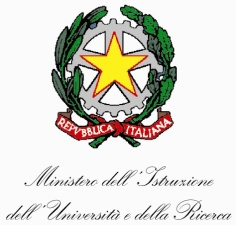 REPVBBLICA ITALIANA
Ministero dell'Istruzione
dell'Università e della Ricerca